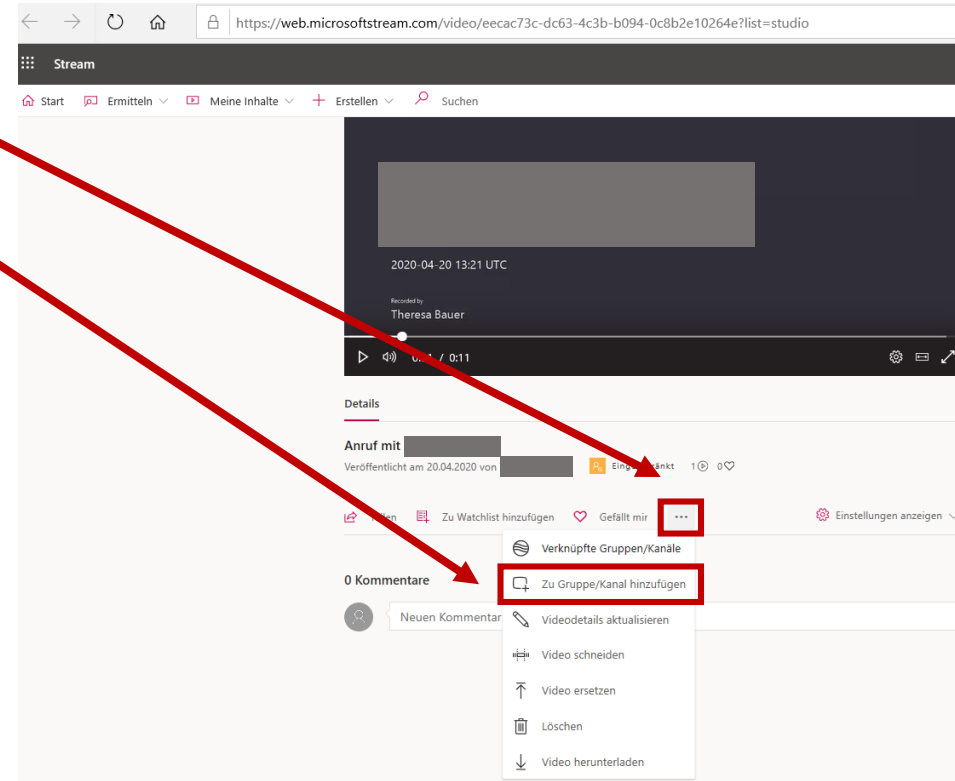 https://web.microsoftstream.com/video/eecac73c-dc63-4c3b-b094-0c8b2e10264e?list=studio
Stream
Start Ermitteln Meine Inhalte Erstellen Suchen
2020-04-20 13:21 UTC
Recorded by
Theresa Bauer
/ 0:11
Details
Anruf mit
Veröffentlicht am 20.04.2020 von Eingeschränkt 1 0
Zu Watchlist hinzufügen Gefällt mir ... Einstellungen anzeigen
Verknüpfte Gruppen/Kanäle
0 Kommentare
Zu Gruppe/Kanal hinzufügen
Neuen Kommentar
Videodetails aktualisieren
Video schneiden
Video ersetzen
Löschen
Video herunterladen